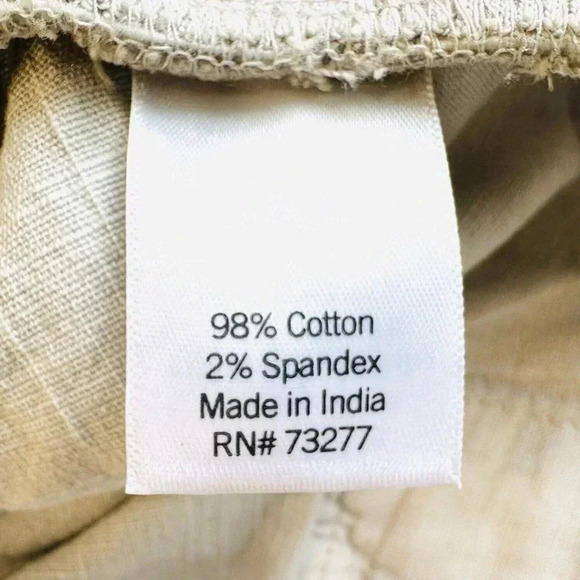 98% Cotton
2% Spandex
Made in India
RN# 73277